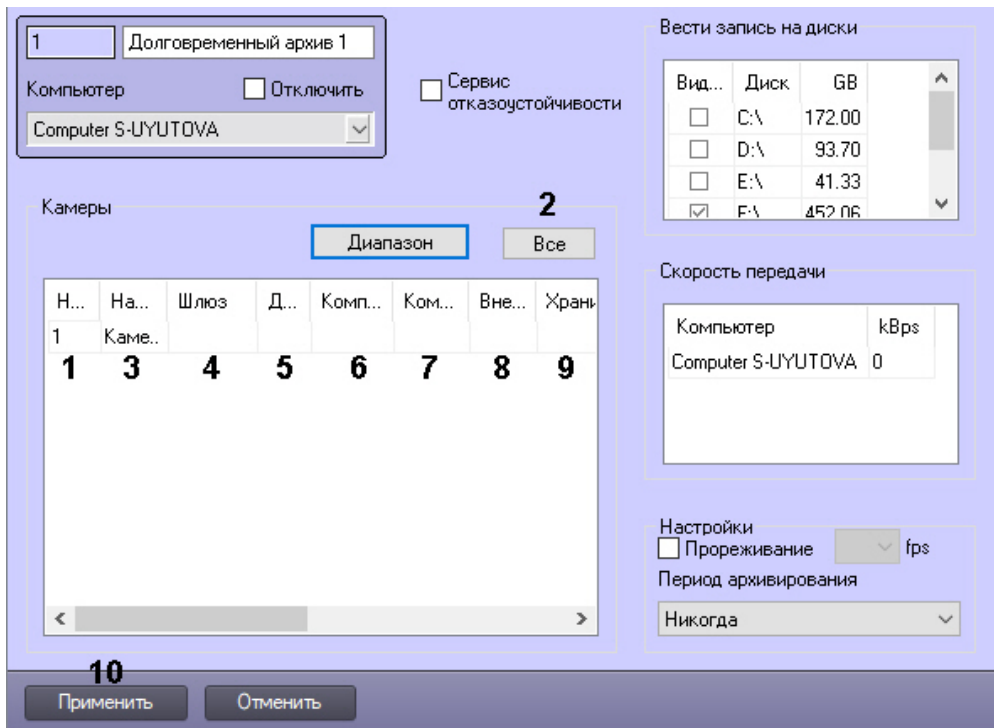 1 Долговременный архив 1
Компьютер Отключить
Computer S-UYUTOVA
Сервис
отказоустойчивости
Вести запись на диски
Вид... Диск GB
C:\ 172.00
D:\ 93.70
E:\ 41.33
F:\ 452.06
Камеры
2
Диапазон Все
Н... На... Шлюз Д... Комп... Ком... Вне... Храни
1 Каме..
1 3 4 5 6 7 8 9
Скорость передачи
Компьютер kBps
Computer S-UYUTOVA 0
Настройки
Прореживание fps
Период архивирования
Никогда
10
Применить Отменить